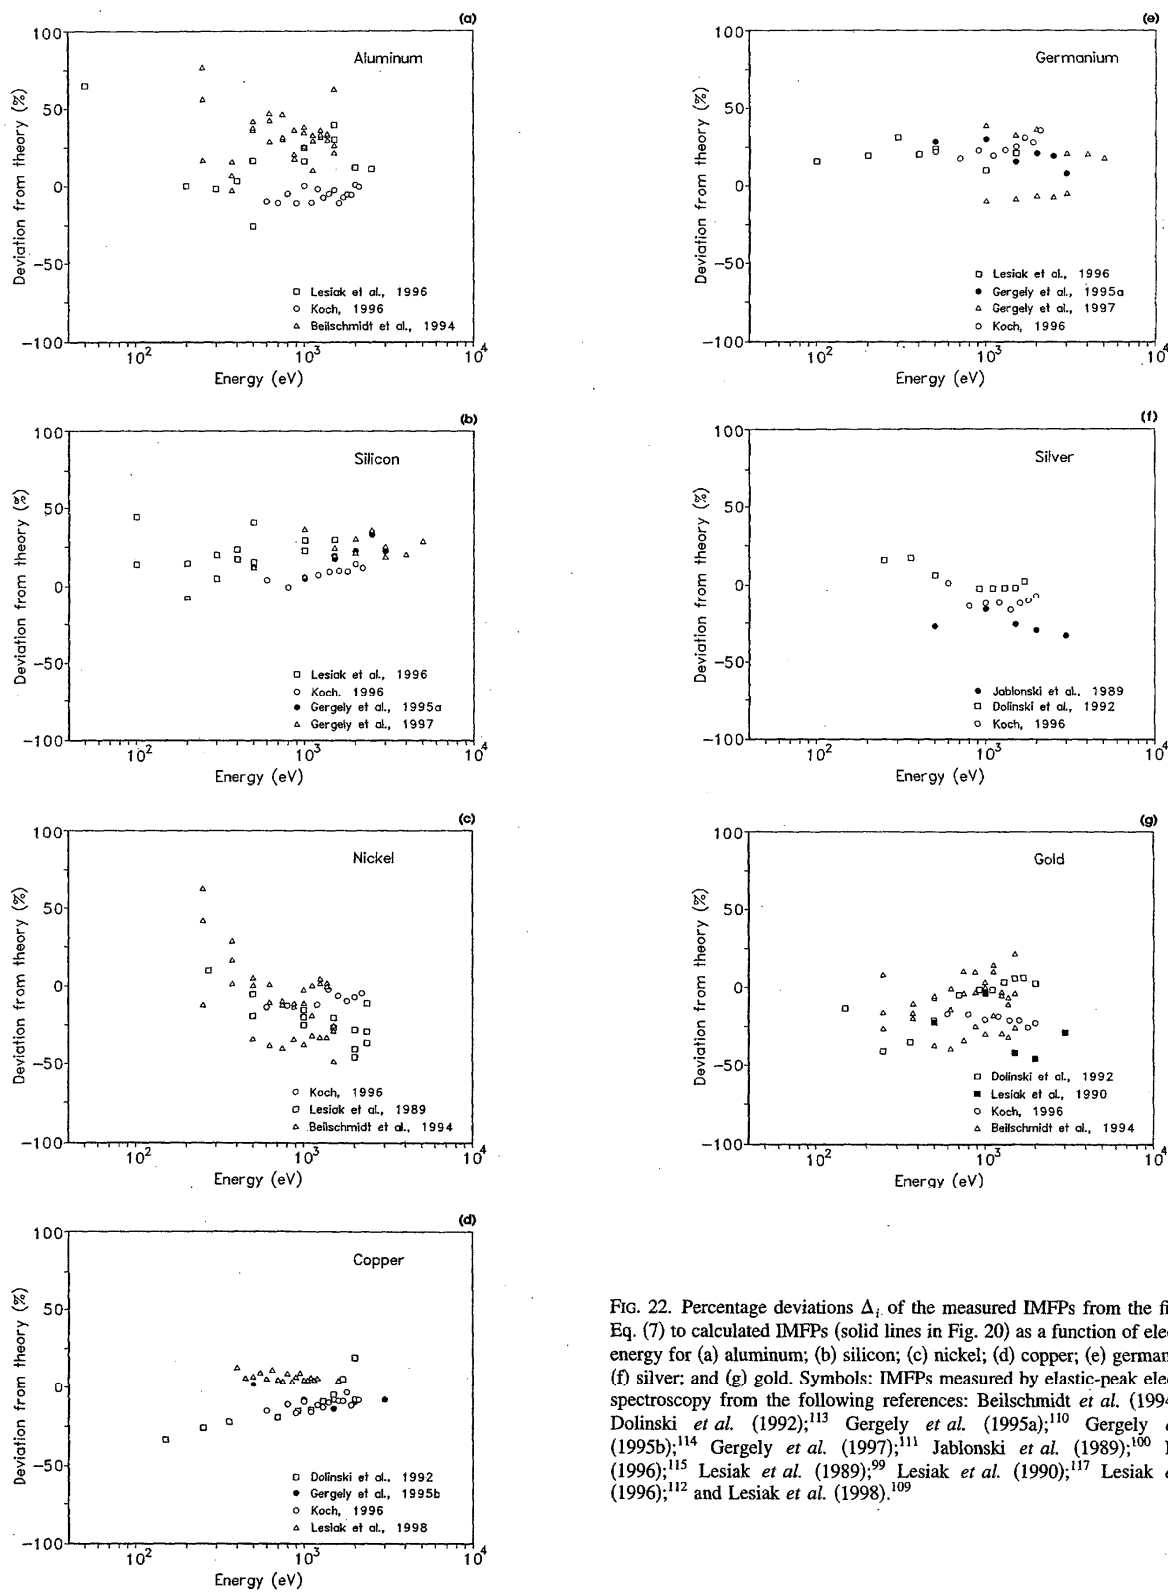 (a)
100
50
0
−50
−100
Deviation from theory (%)
Aluminum
Lesiak et al., 1996
Koch, 1996
Beilschmidt et al., 1994
10² 10³ 10⁴
Energy (eV)
(b)
100
50
0
−50
−100
Deviation from theory (%)
Silicon
Lesiak et al., 1996
Koch. 1996
Gergely et al., 1995a
Gergely et al., 1997
10² 10³ 10⁴
Energy (eV)
(c)
100
50
0
−50
−100
Deviation from theory (%)
Nickel
Koch, 1996
Lesiak et al., 1989
Beilschmidt et al., 1994
10² 10³ 10⁴
Energy (eV)
(d)
100
50
0
−50
−100
Deviation from theory (%)
Copper
Dolinski et al., 1992
Gergely et al., 1995b
Koch, 1996
Lesiak et al., 1998
10² 10³ 10⁴
Energy (eV)
(e)
100
50
0
−50
−100
Deviation from theory (%)
Germanium
Lesiak et al., 1996
Gergely et al., 1995a
Gergely et al., 1997
Koch, 1996
10² 10³ 10⁴
Energy (eV)
(f)
100
50
0
−50
−100
Deviation from theory (%)
Silver
Jablonski et al., 1989
Dolinski et al., 1992
Koch, 1996
10² 10³ 10⁴
Energy (eV)
(g)
100
50
0
−50
−100
Deviation from theory (%)
Gold
Dolinski et al., 1992
Lesiak et al., 1990
Koch, 1996
Beilschmidt et al., 1994
10² 10³ 10⁴
Energy (eV)
FIG. 22. Percentage deviations Δᵢ of the measured IMFPs from the fi
Eq. (7) to calculated IMFPs (solid lines in Fig. 20) as a function of ele
energy for (a) aluminum; (b) silicon; (c) nickel; (d) copper; (e) german
(f) silver; and (g) gold. Symbols: IMFPs measured by elastic-peak ele
spectroscopy from the following references: Beilschmidt et al. (1994
Dolinski et al. (1992);¹¹³ Gergely et al. (1995a);¹¹⁰ Gergely
(1995b);¹¹⁴ Gergely et al. (1997);¹¹¹ Jablonski et al. (1989);¹⁰⁰
(1996);¹¹⁵ Lesiak et al. (1989);⁹⁹ Lesiak et al. (1990);¹¹⁷ Lesiak
(1996);¹¹² and Lesiak et al. (1998).¹⁰⁹